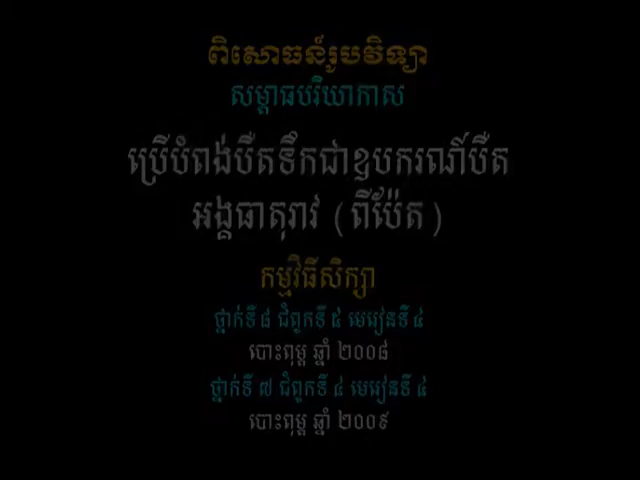 ពិសោធន៍រូបវិទ្យា
សម្ពាធបរិយាកាស
ប្រើបំពង់បឺតទឹកជាឧបករណ៍បឺត
អង្គធាតុរាវ (ពីប៉ែត)
កម្មវិធីសិក្សា
ថ្នាក់ទី ៨ ជំពូកទី ៥ មេរៀនទី ៤
បោះពុម្ព ឆ្នាំ ២០០៨
ថ្នាក់ទី ៧ ជំពូកទី ៤ មេរៀនទី ៤
បោះពុម្ព ឆ្នាំ ២០០៩